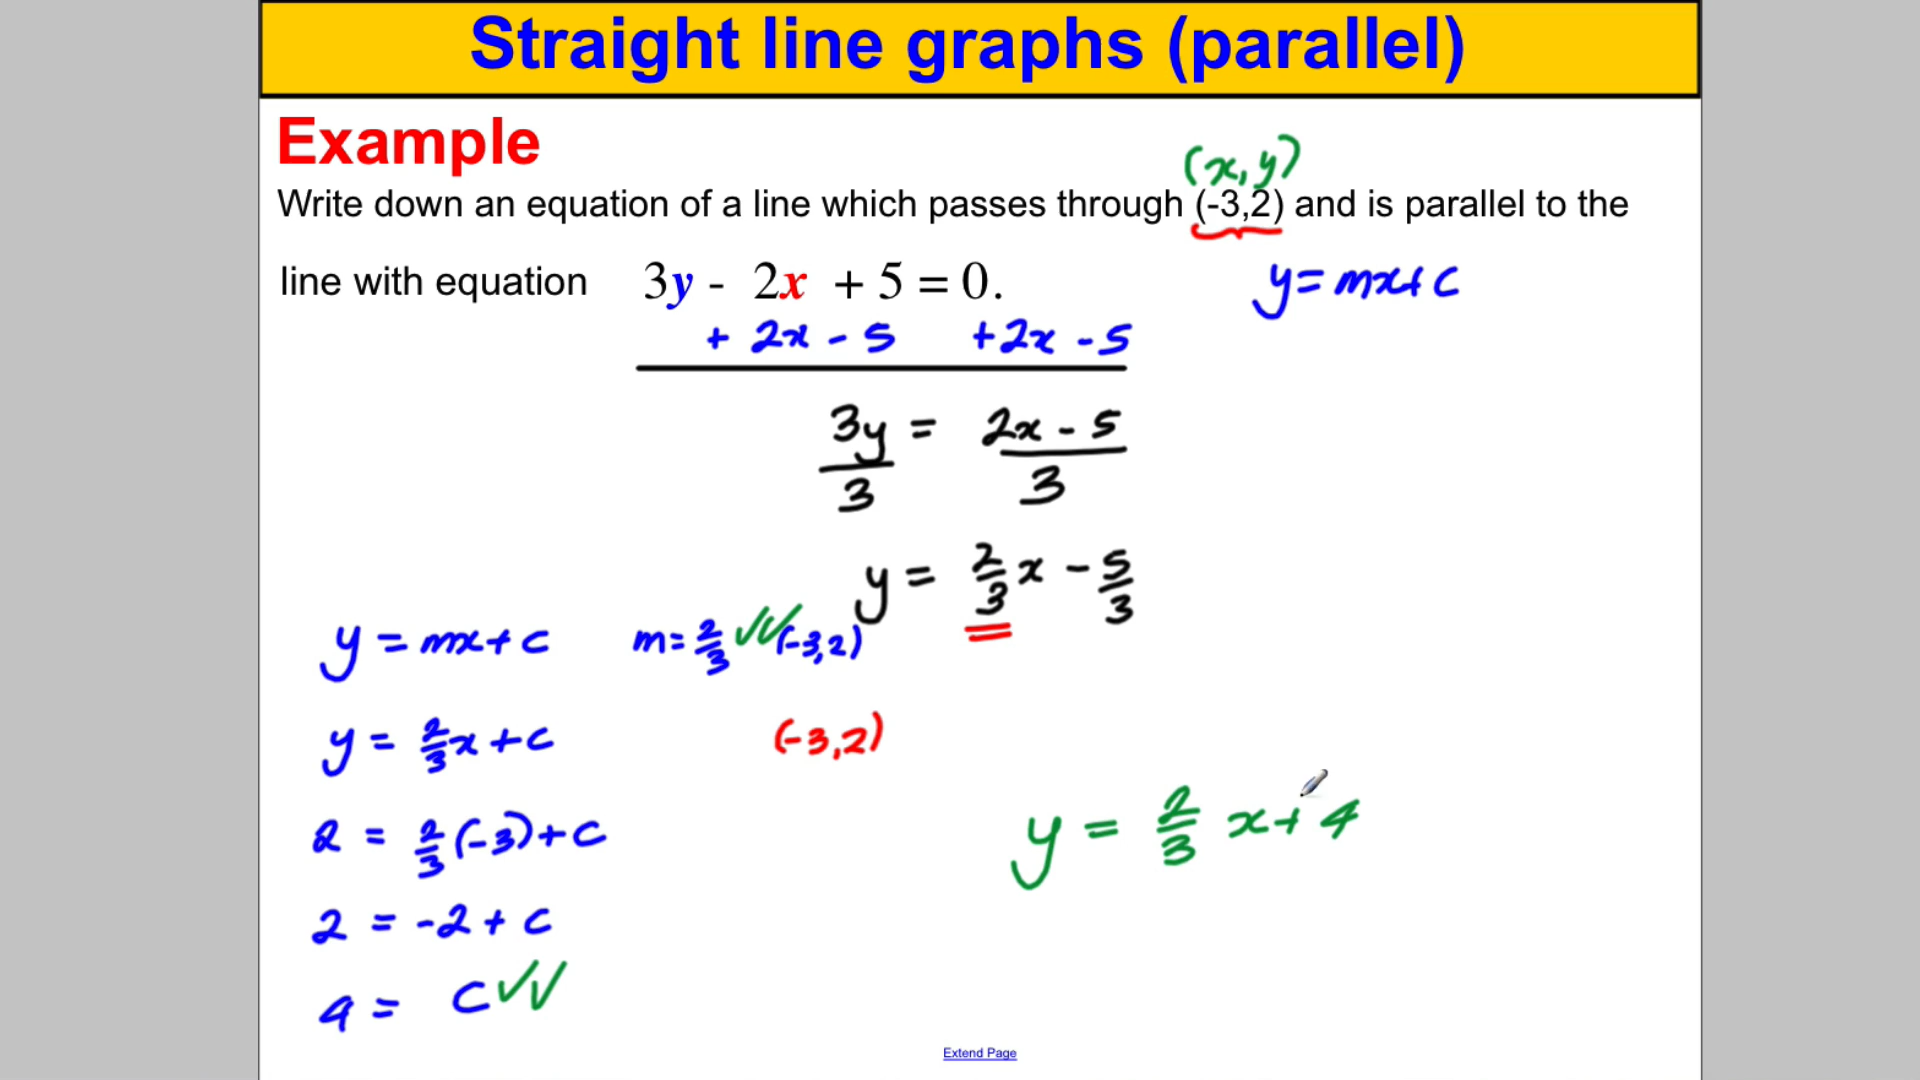 Straight line graphs (parallel)
Example
(x,y)
Write down an equation of a line which passes through (-3,2) and is parallel to the
line with equation 3y - 2x + 5 = 0.
y = mx + c
+ 2x - 5 +2x - 5
3y = 2x - 5
3 3
y = 2/3 x - 5/3
y = mx + c m = 2/3 ✓✓ (-3,2)
y = 2/3 x + c (-3,2)
2 = 2/3 (-3) + c
y = 2/3 x + 4
2 = -2 + c
4 = c ✓✓
Extend Page